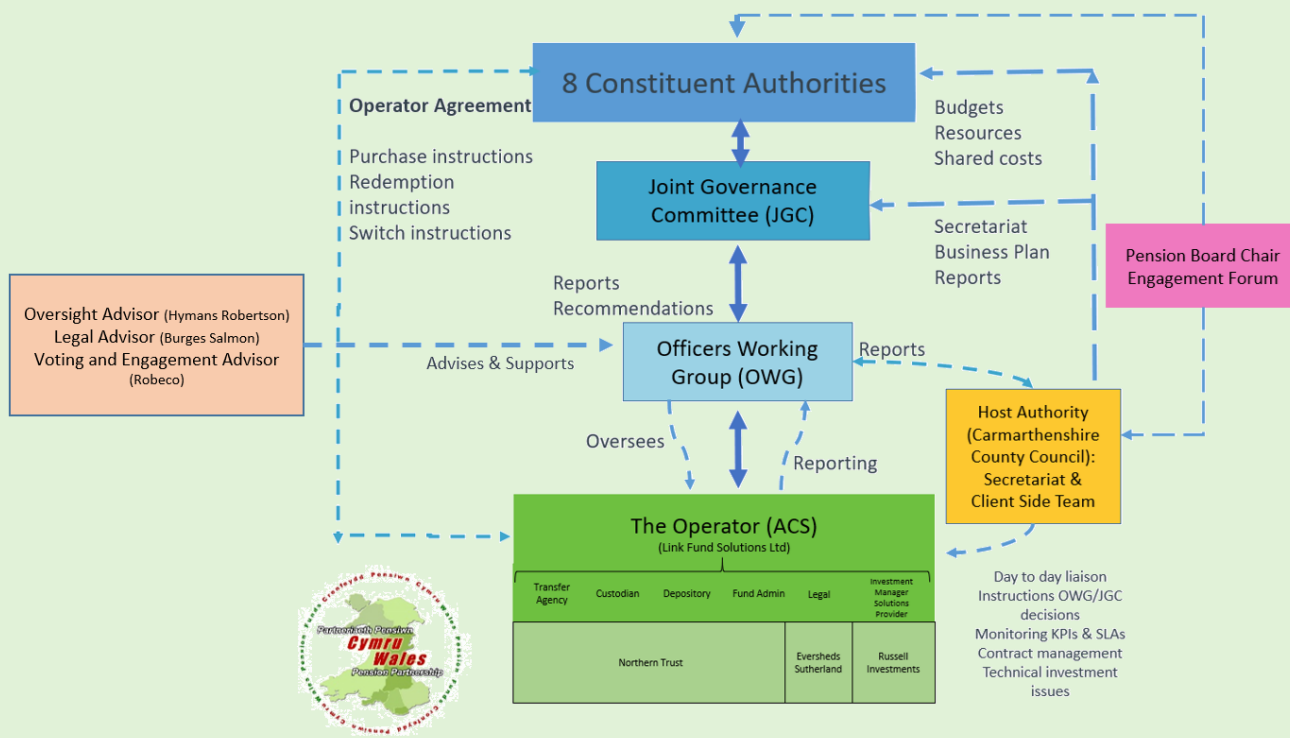 8 Constituent Authorities
Operator Agreement
Purchase instructions
Redemption
instructions
Switch instructions
Budgets
Resources
Shared costs
Joint Governance
Committee (JGC)
Secretariat
Business Plan
Reports
Pension Board Chair
Engagement Forum
Oversight Advisor (Hymans Robertson)
Legal Advisor (Burges Salmon)
Voting and Engagement Advisor
(Robeco)
Advises & Supports
Reports
Recommendations
Officers Working
Group (OWG)
Reports
Host Authority
(Carmarthenshire
County Council):
Secretariat &
Client Side Team
Oversees
Reporting
The Operator (ACS)
(Link Fund Solutions Ltd)
Transfer
Agency
Custodian
Depository
Fund Admin
Legal
Investment
Manager
Solutions
Provider
Northern Trust
Eversheds
Sutherland
Russell
Investments
Day to day liaison
Instructions OWG/JGC
decisions
Monitoring KPIs & SLAs
Contract management
Technical investment
issues
Partneriaeth Pensiwn
Cymru
Wales
Pension Partnership